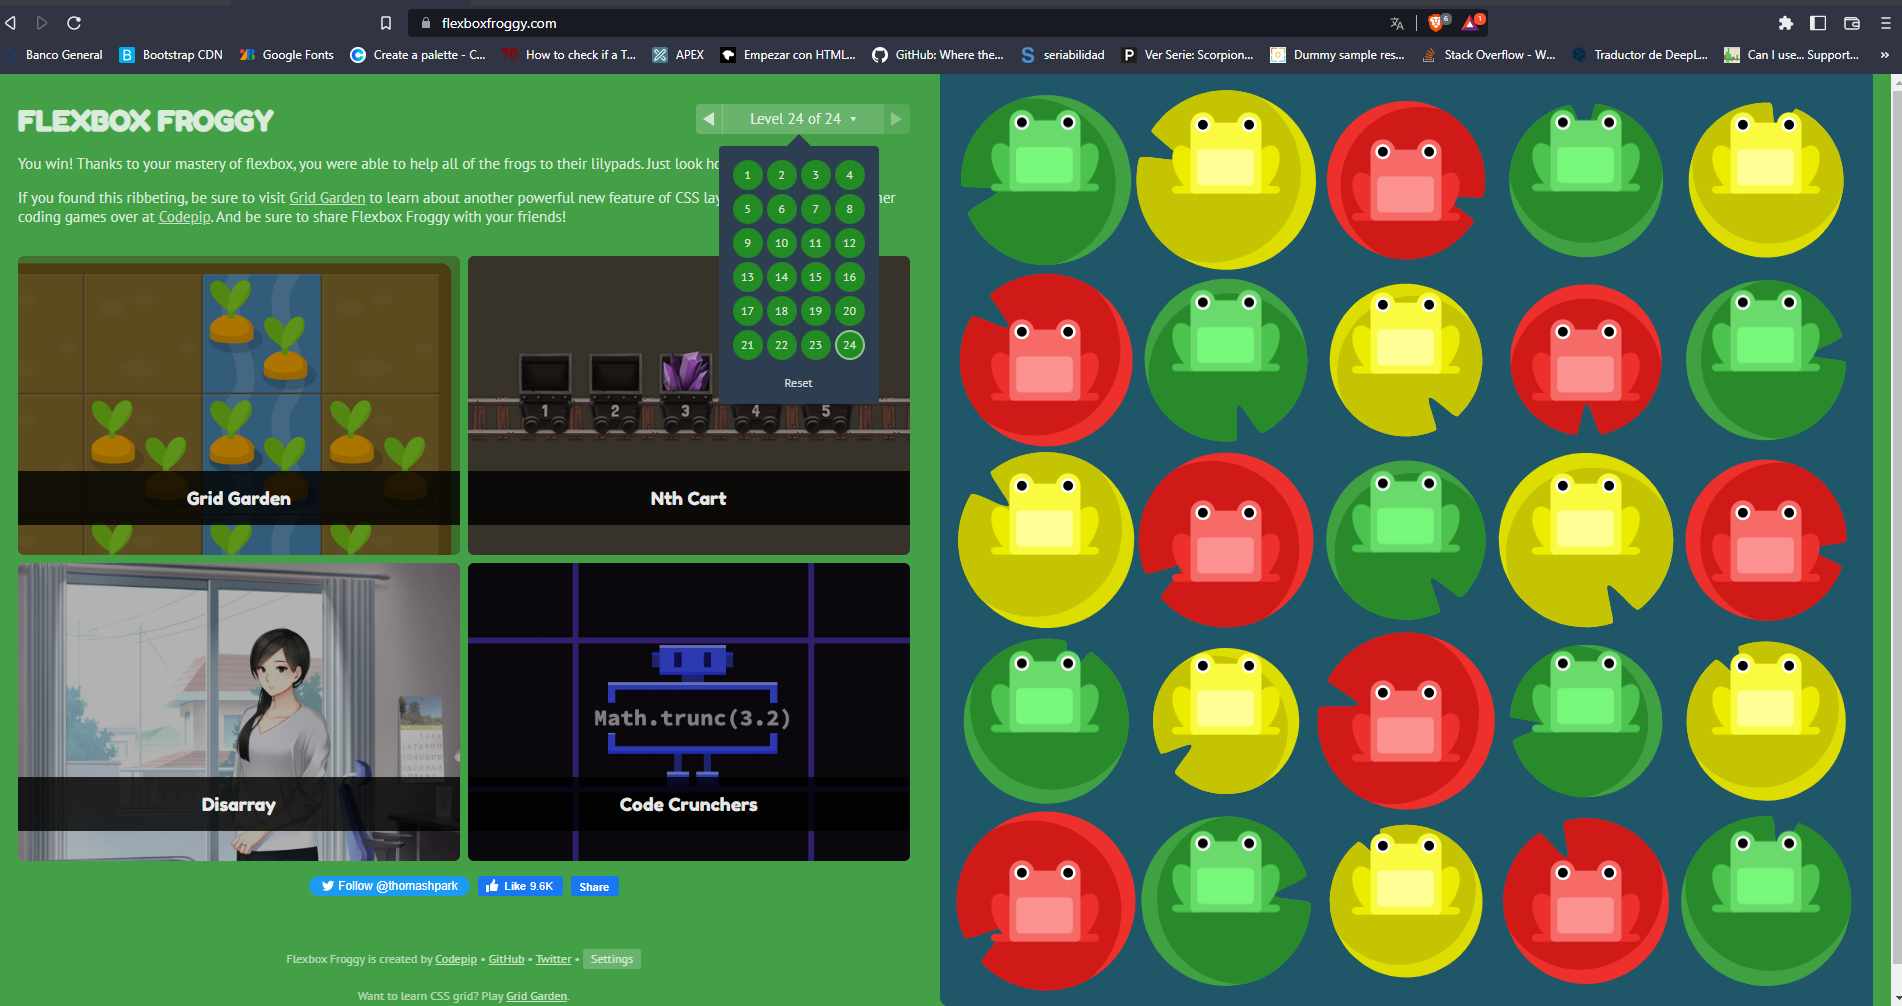 flexboxfroggy.com
6
1
Banco General
Bootstrap CDN
Google Fonts
Create a palette - C...
How to check if a T...
APEX
Empezar con HTML...
GitHub: Where the...
seriabilidad
Ver Serie: Scorpion...
Dummy sample res...
Stack Overflow - W...
Traductor de DeepL...
Can I use... Support...
»
FLEXBOX FROGGY
Level 24 of 24
You win! Thanks to your mastery of flexbox, you were able to help all of the frogs to their lilypads. Just look
If you found this ribbeting, be sure to visit Grid Garden to learn about another powerful new feature of CSS
coding games over at Codepip. And be sure to share Flexbox Froggy with your friends!
1 2 3 4
5 6 7 8
9 10 11 12
13 14 15 16
17 18 19 20
21 22 23 24
Reset
1 2 3 4 5
Grid Garden
Nth Cart
Math.trunc(3.2)
Disarray
Code Crunchers
Follow @thomashpark
Like 9.6K
Share
Flexbox Froggy is created by Codepip • GitHub • Twitter • Settings
Want to learn CSS grid? Play Grid Garden.